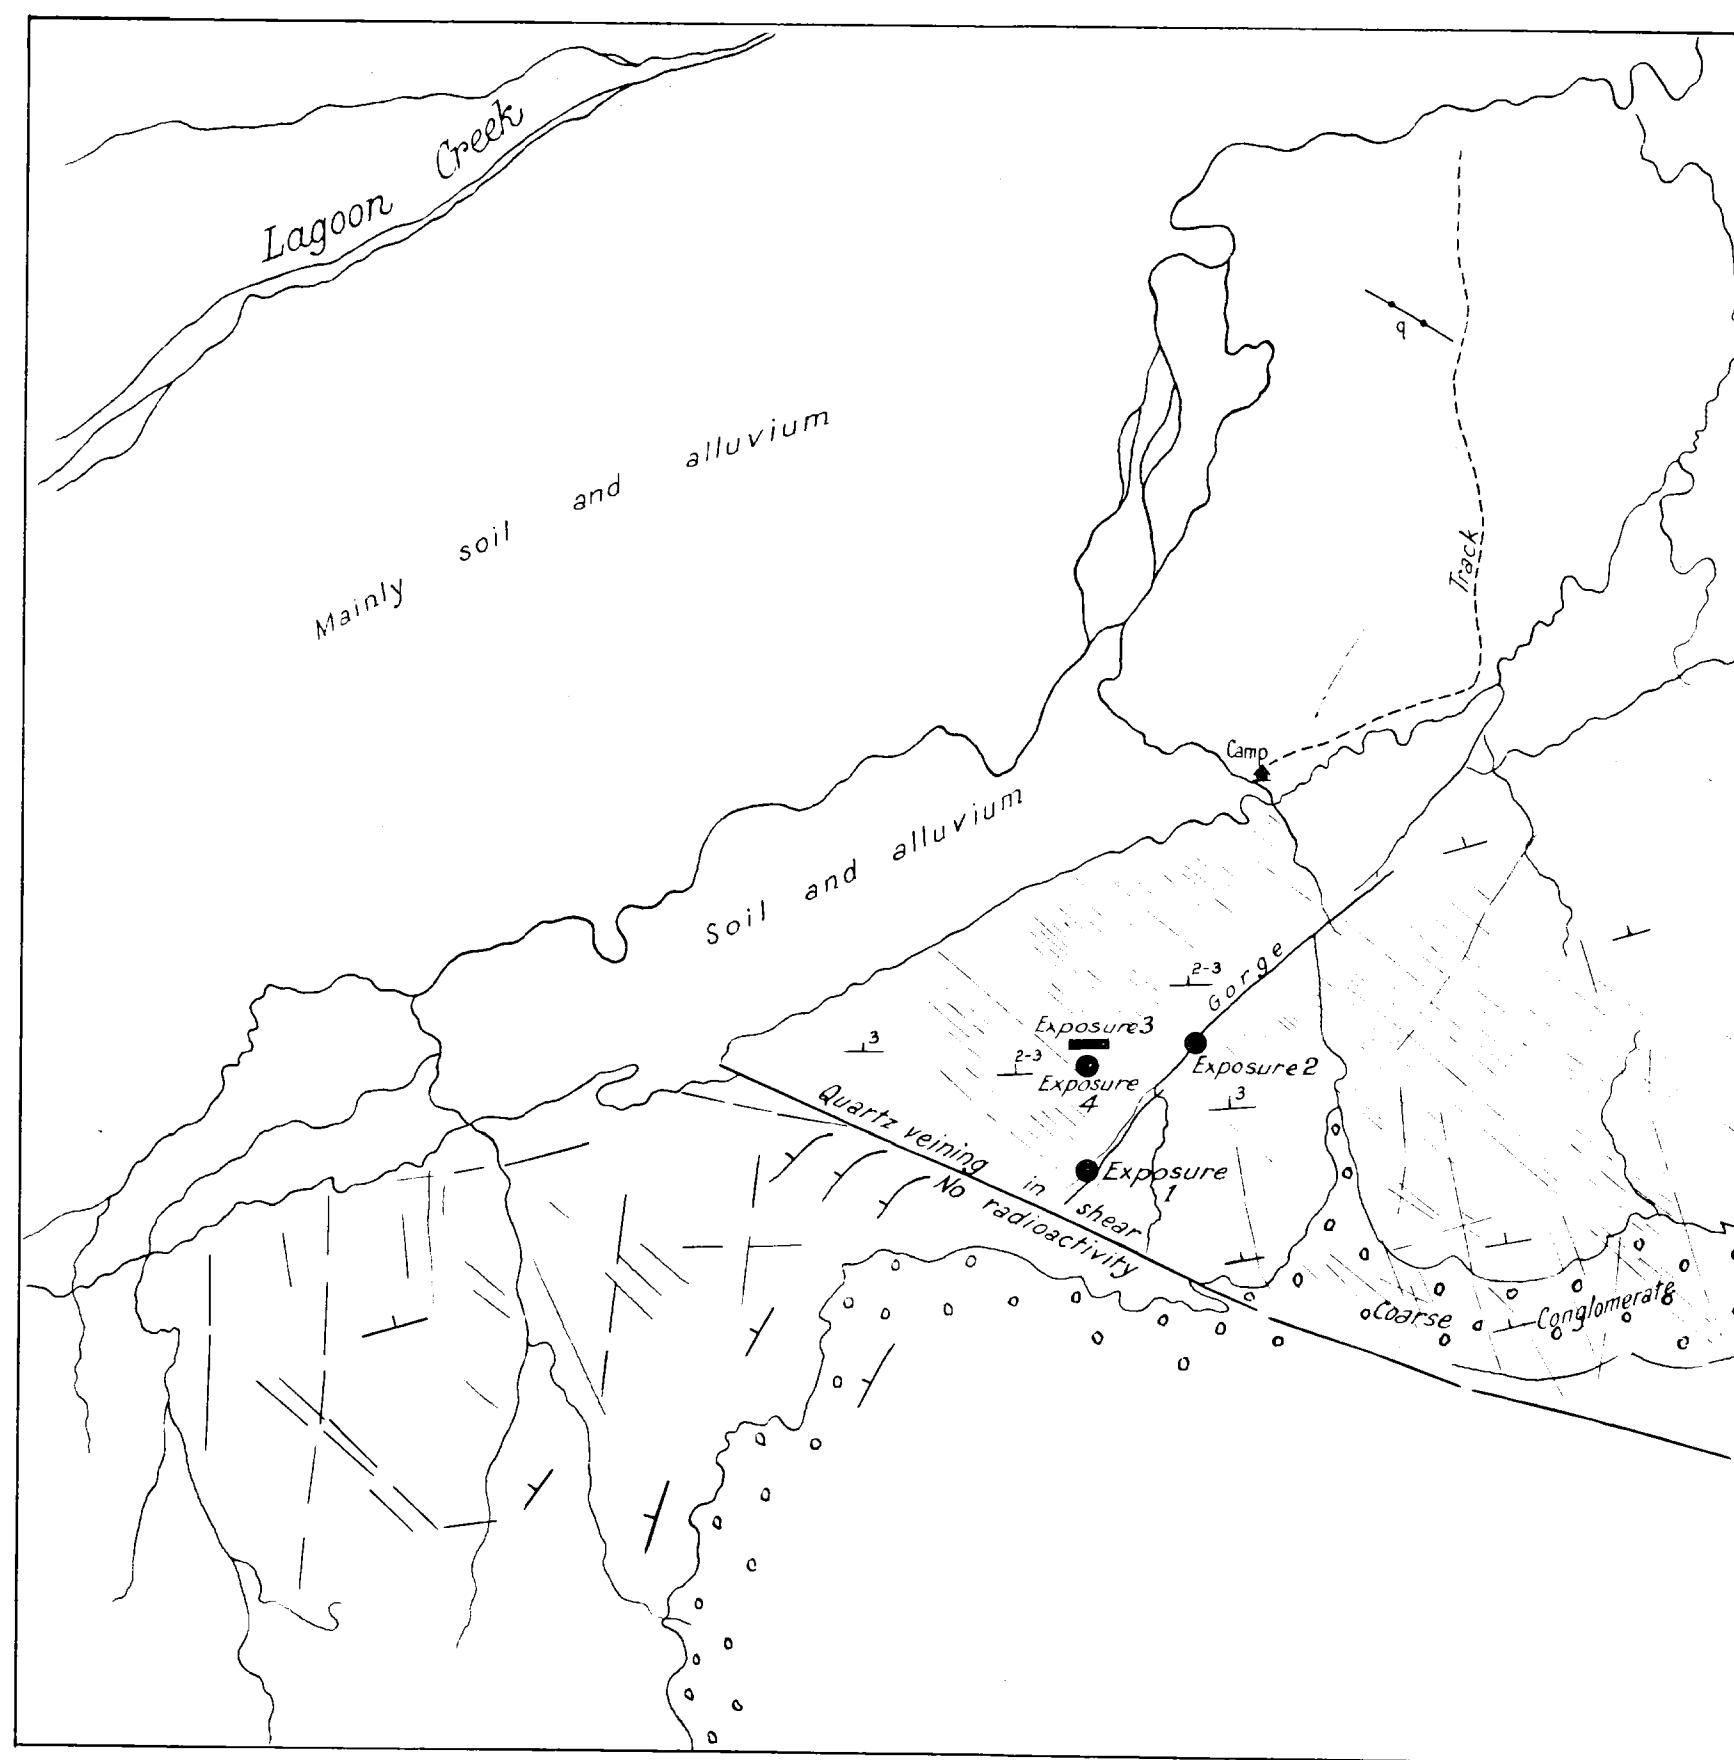 Lagoon Creek
q
Mainly soil and alluvium
Track
Camp
Soil and alluvium
2-3
Gorge
Exposure 3
3
2-3
Exposure
4
Exposure 2
3
Quartz veining in shear
No radioactivity
Exposure
1
Coarse Conglomerate